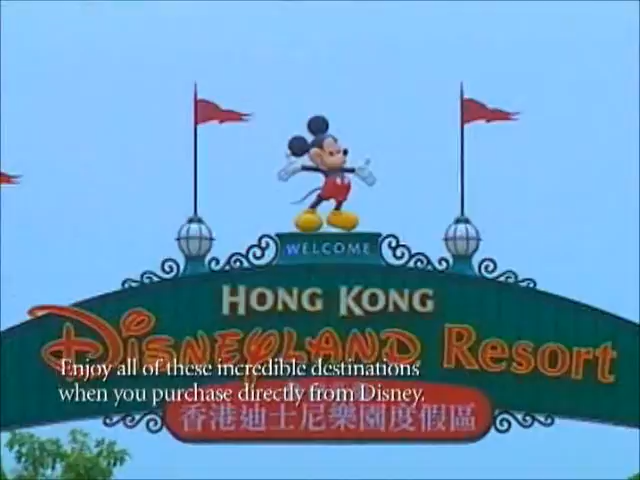 WELCOME
HONG KONG
Disneyland Resort
Enjoy all of these incredible destinations
when you purchase directly from Disney.
香港迪士尼樂園度假區